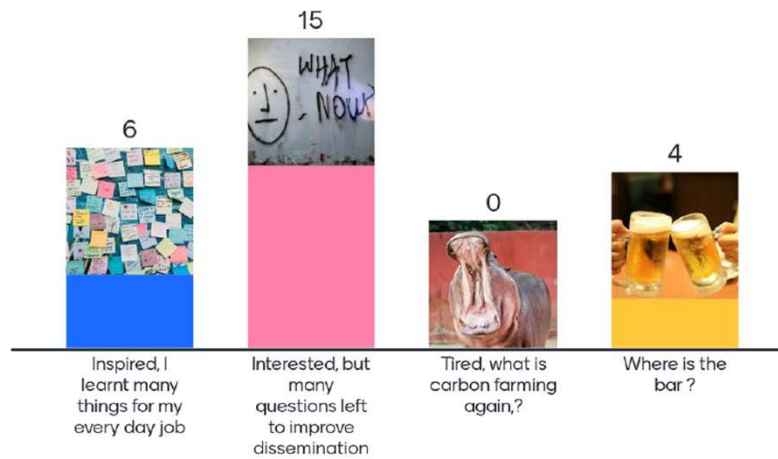 15
WHAT
NOW?
6
4
0
Inspired, I
learnt many
things for my
every day job
Interested, but
many
questions left
to improve
dissemination
Tired, what is
carbon farming
again,?
Where is the
bar ?